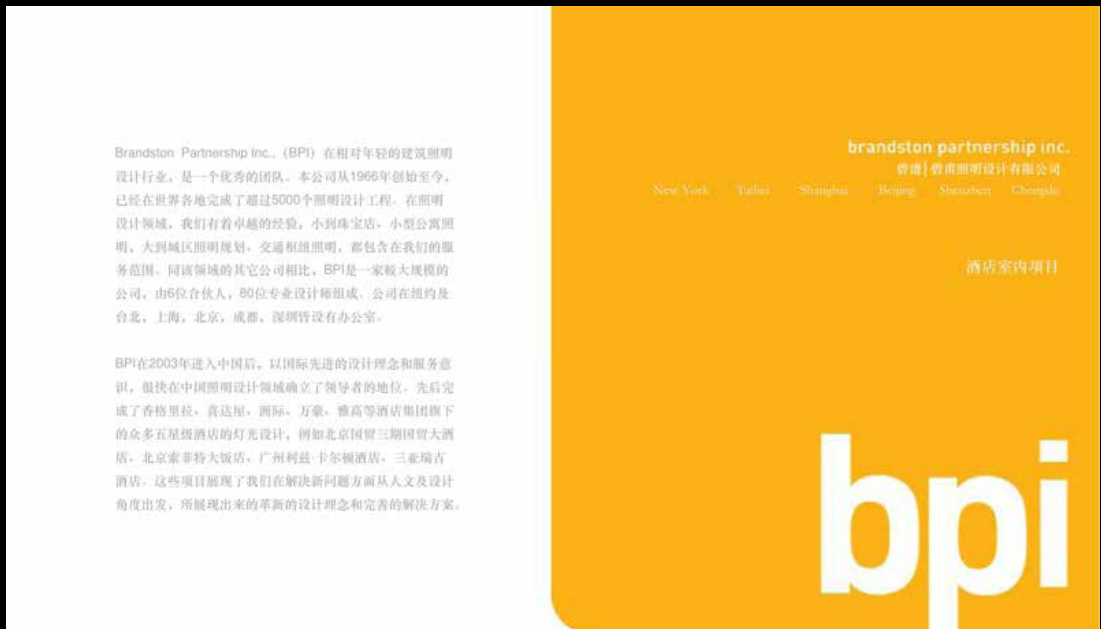 Brandston Partnership Inc.,（BPI）在相对年轻的建筑照明
设计行业，是一个优秀的团队。本公司从1966年创始至今，
已经在世界各地完成了超过5000个照明设计工程。在照明
设计领域，我们有着卓越的经验，小到珠宝店、小型公寓照
明，大到城区照明规划、交通枢纽照明，都包含在我们的服
务范围。同该领域的其它公司相比，BPI是一家较大规模的
公司，由6位合伙人，80位专业设计师组成。公司在纽约及
台北，上海，北京，成都，深圳皆设有办公室。
BPI在2003年进入中国后，以国际先进的设计理念和服务意
识，很快在中国照明设计领域确立了领导者的地位。先后完
成了香格里拉、喜达屋、洲际、万豪、雅高等酒店集团旗下
的众多五星级酒店的灯光设计，例如北京国贸三期国贸大酒
店、北京索菲特大饭店、广州利兹·卡尔顿酒店、三亚瑞吉
酒店。这些项目展现了我们在解决新问题方面从人文及设计
角度出发，所展现出来的革新的设计理念和完善的解决方案。
brandston partnership inc.
碧谱|碧甫照明设计有限公司
New York Taibei Shanghai Beijing Shenzhen Chengdu
酒店室内项目
bpi